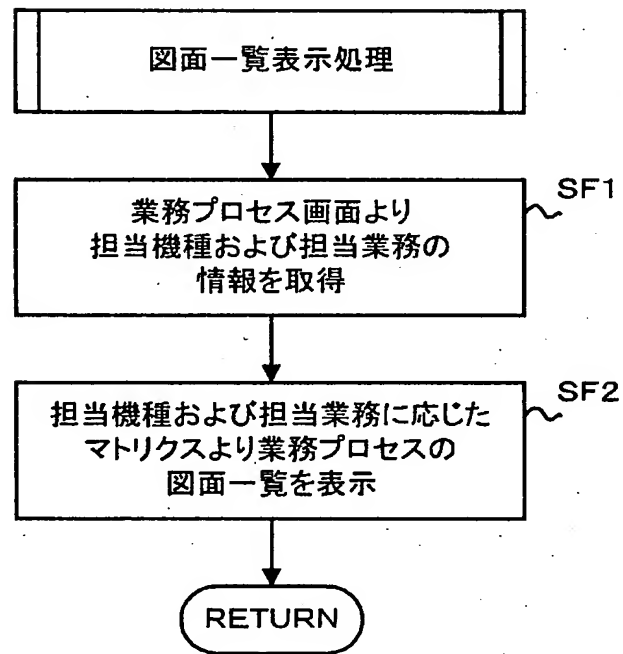 図面一覧表示処理
SF1
業務プロセス画面より
担当機種および担当業務の
情報を取得
SF2
担当機種および担当業務に応じた
マトリクスより業務プロセスの
図面一覧を表示
RETURN